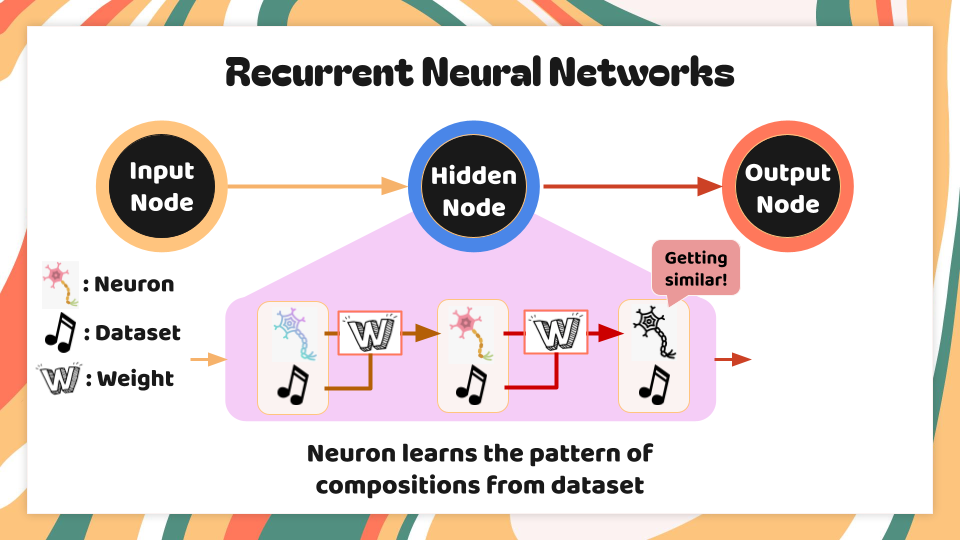 Recurrent Neural Networks
Input
Node
Hidden
Node
Output
Node
Getting
similar!
: Neuron
: Dataset
W : Weight
W
W
Neuron learns the pattern of
compositions from dataset